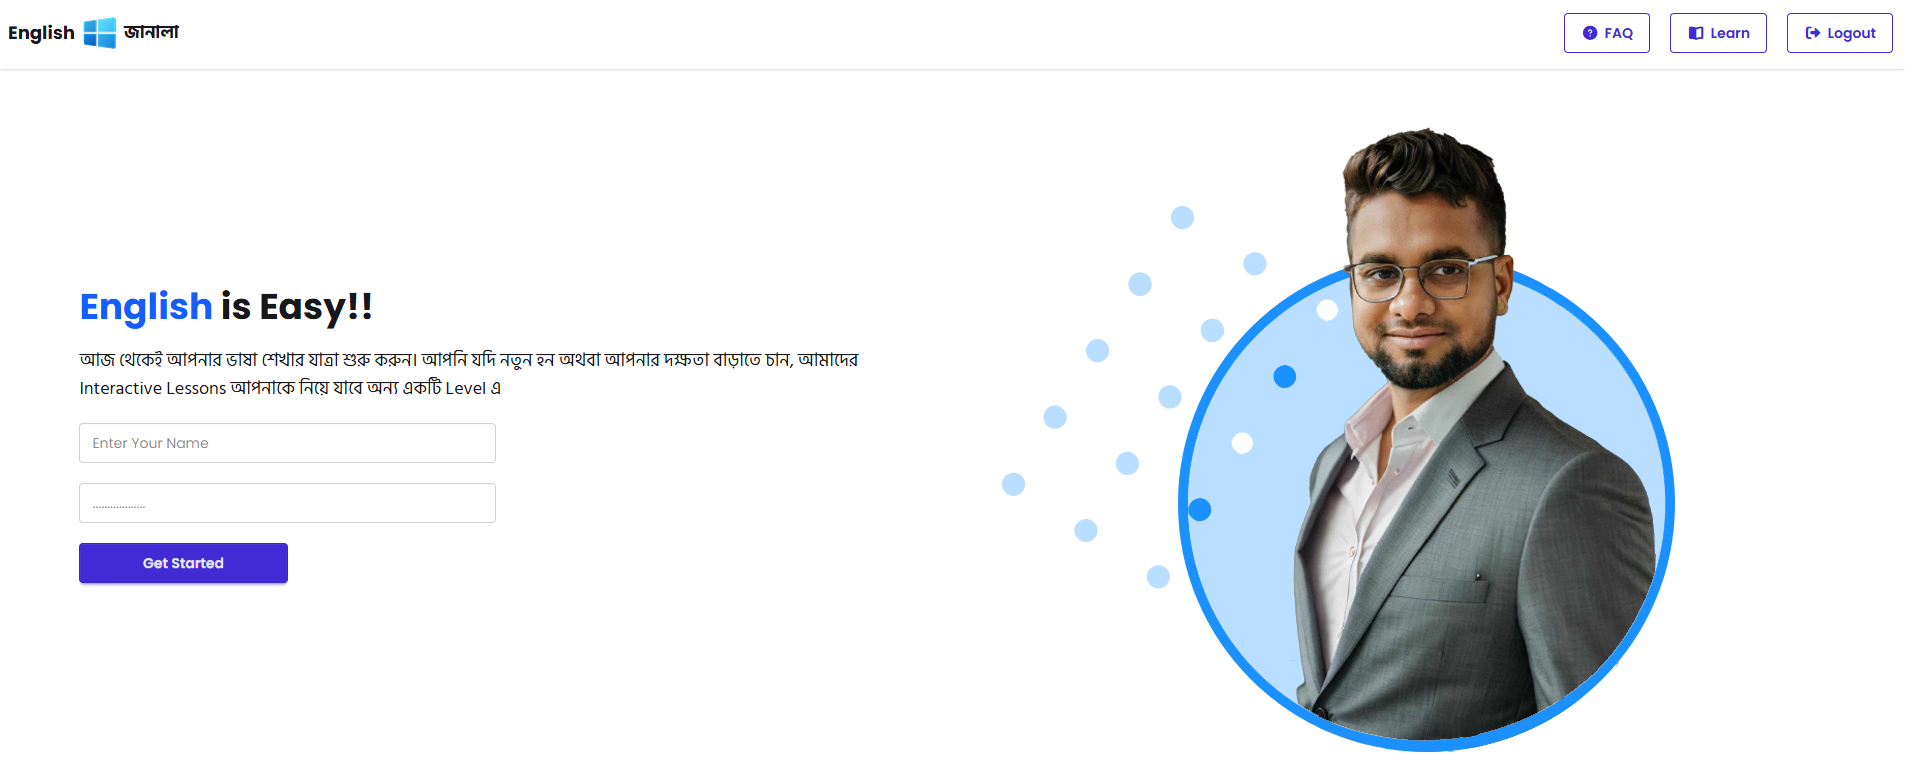 English জানালা
FAQ
Learn
Logout
English is Easy!!
আজ থেকেই আপনার ভাষা শেখার যাত্রা শুরু করুন। আপনি যদি নতুন হন অথবা আপনার দক্ষতা বাড়াতে চান, আমাদের
Interactive Lessons আপনাকে নিয়ে যাবে অন্য একটি Level এ
Enter Your Name
..................
Get Started